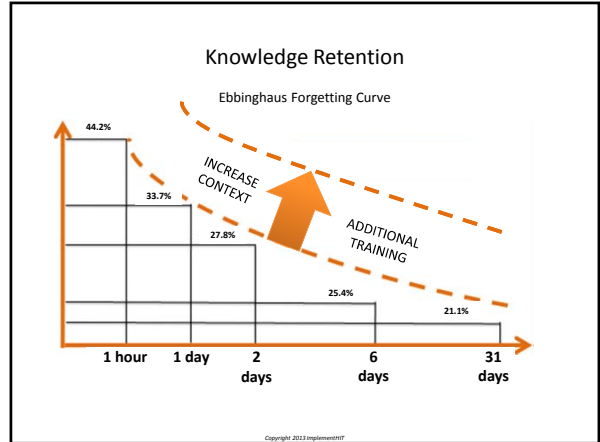 Knowledge Retention
Ebbinghaus Forgetting Curve
44.2%
33.7%
27.8%
25.4%
21.1%
INCREASE
CONTEXT
ADDITIONAL
TRAINING
1 hour
1 day
2
days
6
days
31
days
Copyright 2013 ImplementHIT